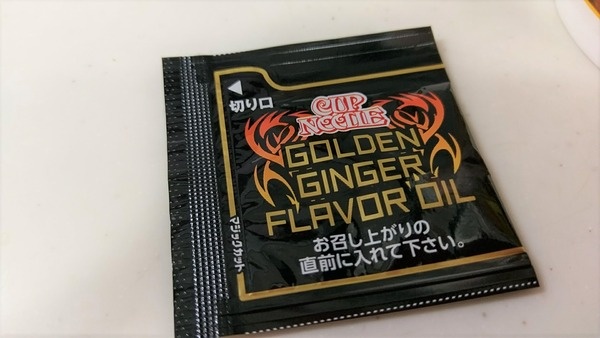 切り口
CUP
NOODLE
GOLDEN
GINGER
FLAVOR OIL
お召し上がりの
直前に入れて下さい。
マジックカット